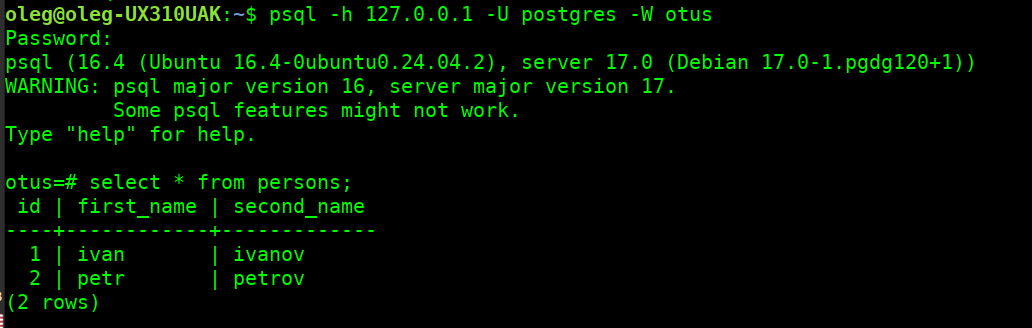 oleg@oleg-UX310UAK:~$ psql -h 127.0.0.1 -U postgres -W otus
Password:
psql (16.4 (Ubuntu 16.4-0ubuntu0.24.04.2), server 17.0 (Debian 17.0-1.pgdg120+1))
WARNING: psql major version 16, server major version 17.
         Some psql features might not work.
Type "help" for help.

otus=# select * from persons;
 id | first_name | second_name
----+------------+-------------
  1 | ivan       | ivanov
  2 | petr       | petrov
(2 rows)